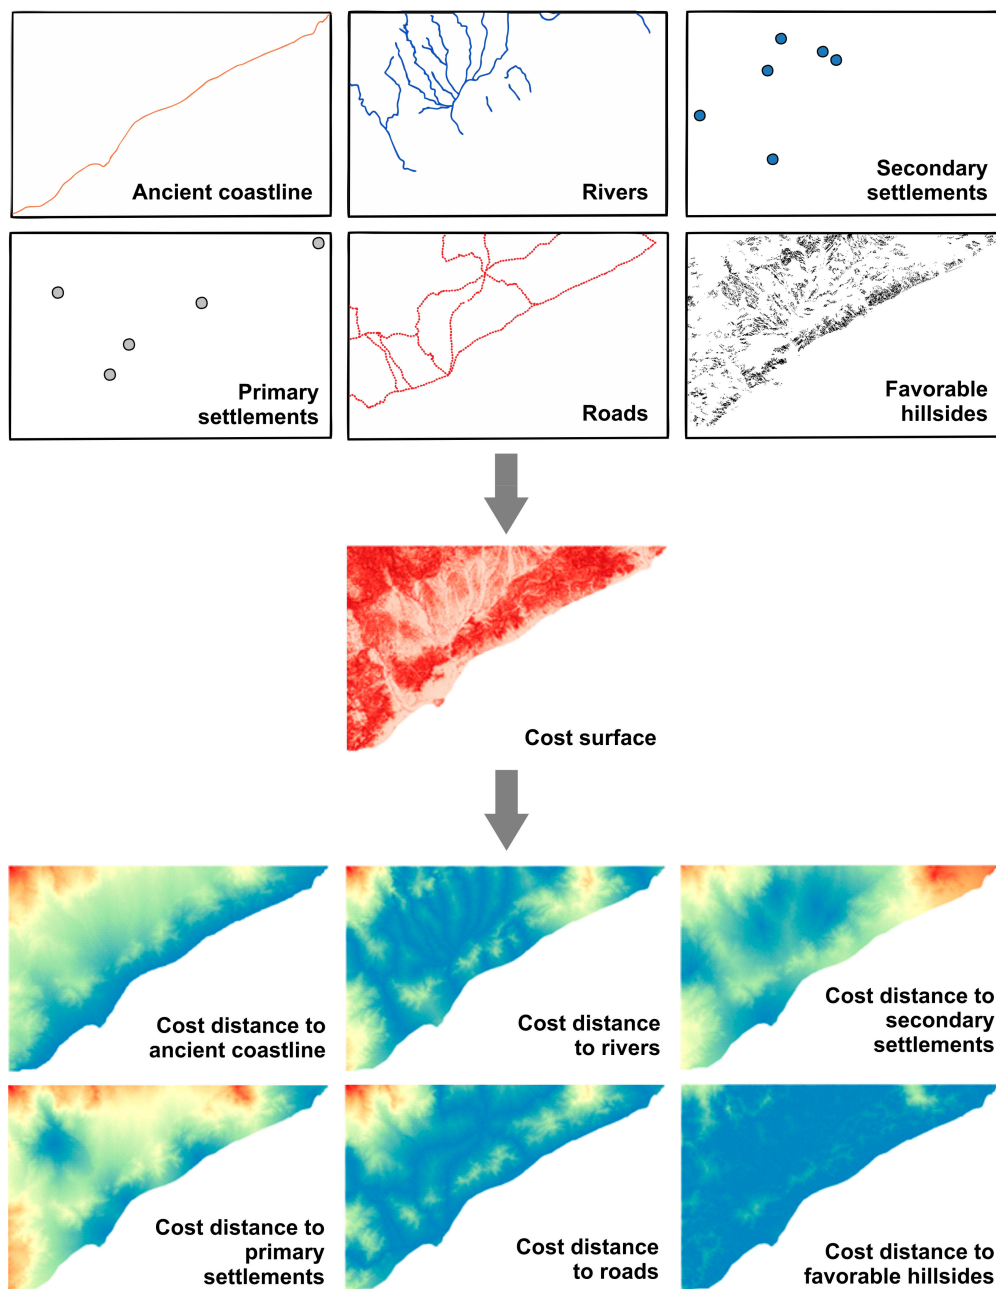 Ancient coastline
Rivers
Secondary
settlements
Primary
settlements
Roads
Favorable
hillsides
Cost surface
Cost distance to
ancient coastline
Cost distance
to rivers
Cost distance to
secondary
settlements
Cost distance to
primary
settlements
Cost distance
to roads
Cost distance to
favorable hillsides